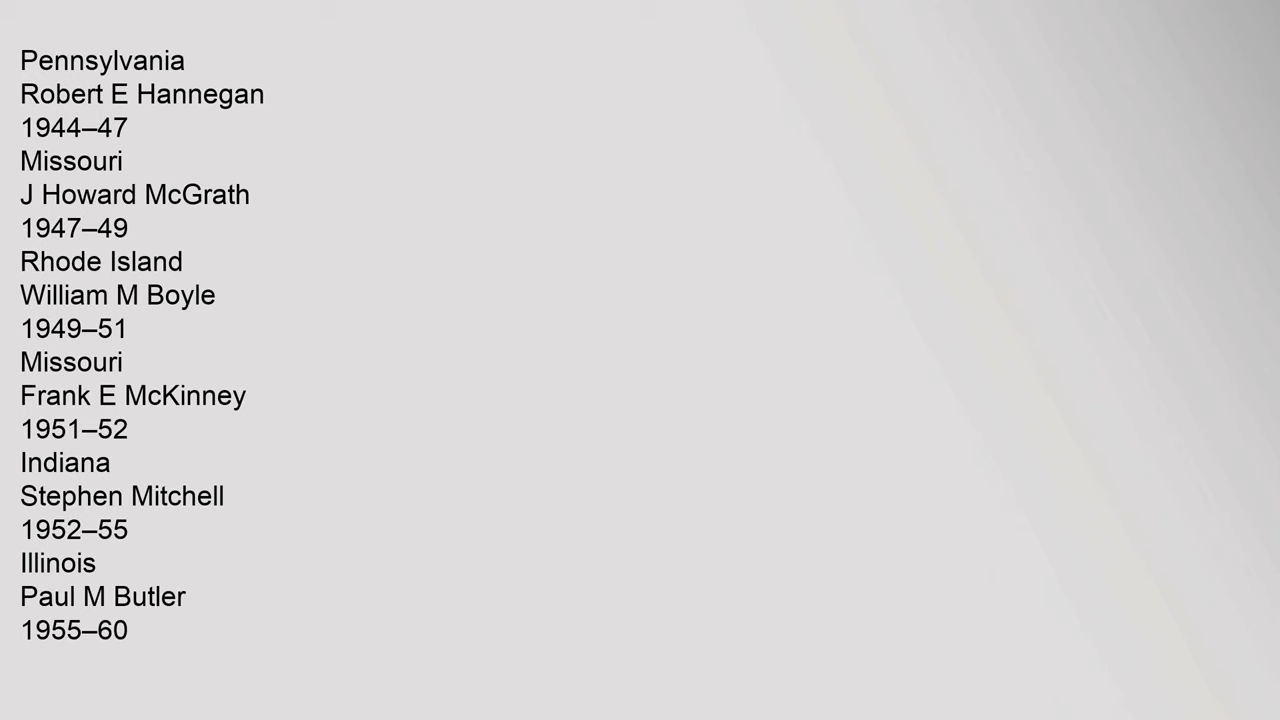 Pennsylvania
Robert E Hannegan
1944–47
Missouri
J Howard McGrath
1947–49
Rhode Island
William M Boyle
1949–51
Missouri
Frank E McKinney
1951–52
Indiana
Stephen Mitchell
1952–55
Illinois
Paul M Butler
1955–60